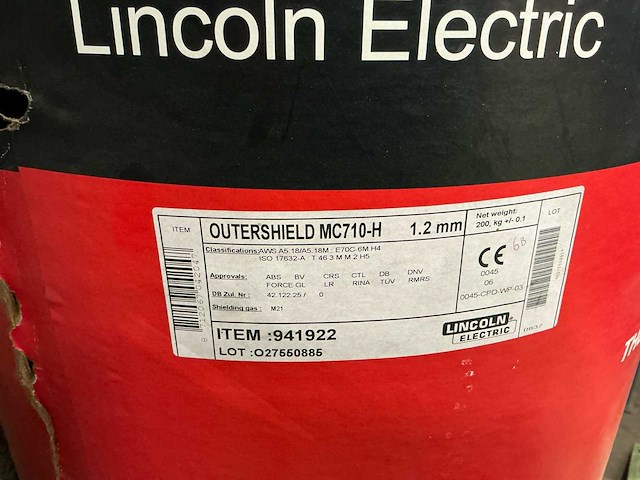 Lincoln Electric
ITEM OUTERSHIELD MC710-H 1.2 mm
Net weight:
200, kg +/- 0.1
LOT
Classifications: AWS A5.18/A5.18M : E70C-6M H4
ISO 17632-A T 46 3 M M 2 H5
Approvals: ABS BV CRS CTL DB DNV
FORCE GL LR RINA TÜV RMRS
DB Zul. Nr : 42.122.25 / 0
Shielding gas : M21
CE
68
0045
06
0045-CPD-WP-03
ITEM :941922
LOT :O27550885
LINCOLN
ELECTRIC
0637